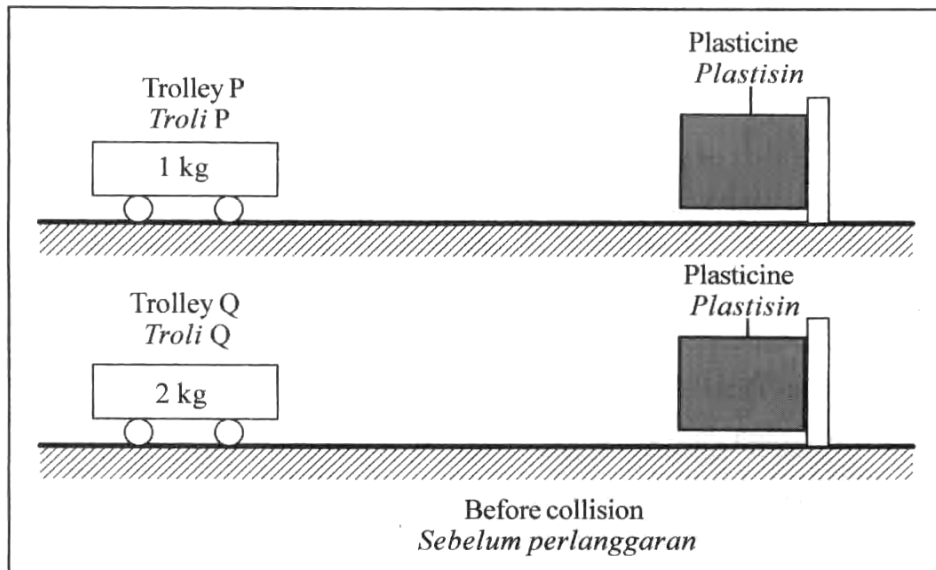 Plasticine
Plastisin
Trolley P
Troli P
1 kg
Plasticine
Plastisin
Trolley Q
Troli Q
2 kg
Before collision
Sebelum perlanggaran